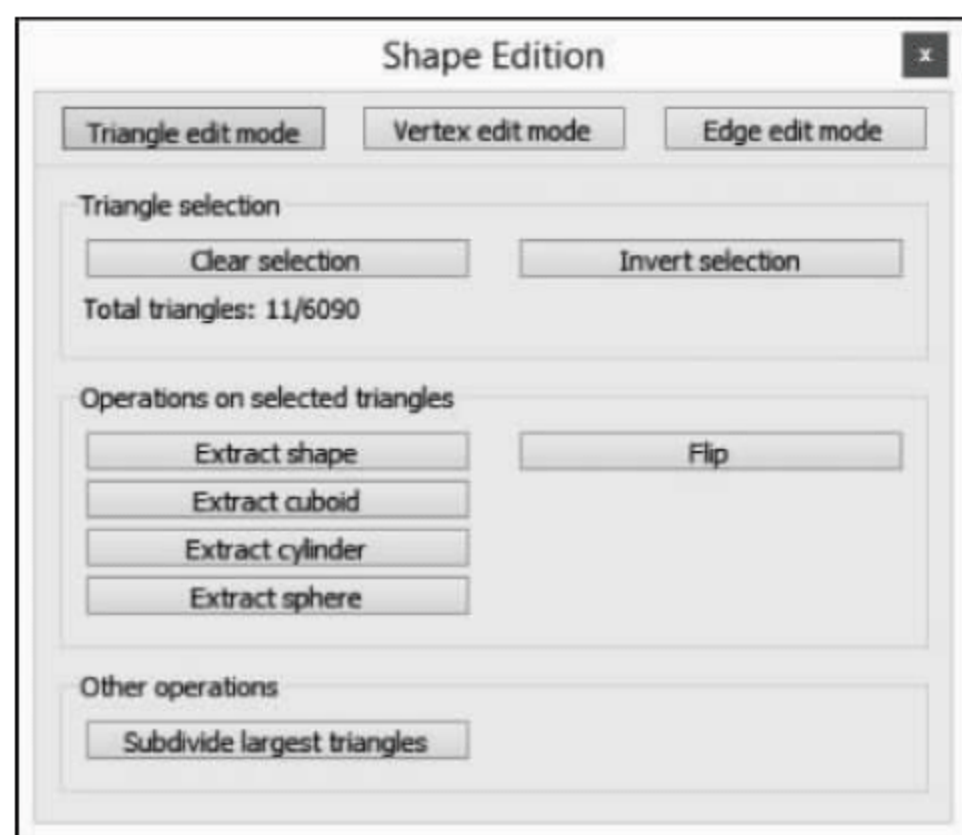 Shape Edition
x
Triangle edit mode Vertex edit mode Edge edit mode
Triangle selection
Clear selection Invert selection
Total triangles: 11/6090
Operations on selected triangles
Extract shape Flip
Extract cuboid
Extract cylinder
Extract sphere
Other operations
Subdivide largest triangles